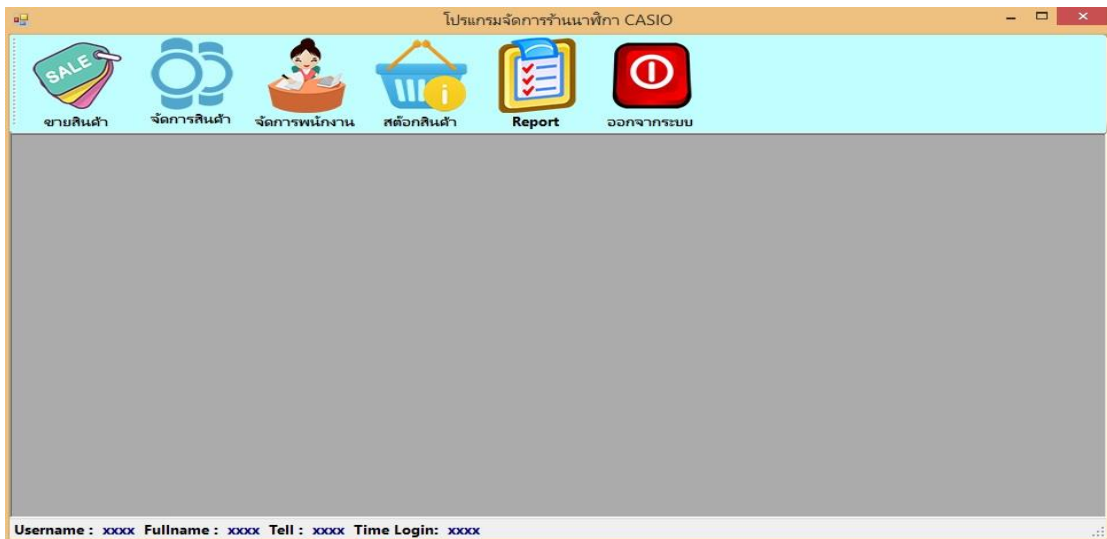 โปรแกรมจัดการร้านนาฬิกา CASIO
SALE
ขายสินค้า จัดการสินค้า จัดการพนักงาน สต๊อกสินค้า Report ออกจากระบบ
Username : xxxx Fullname : xxxx Tell : xxxx Time Login: xxxx